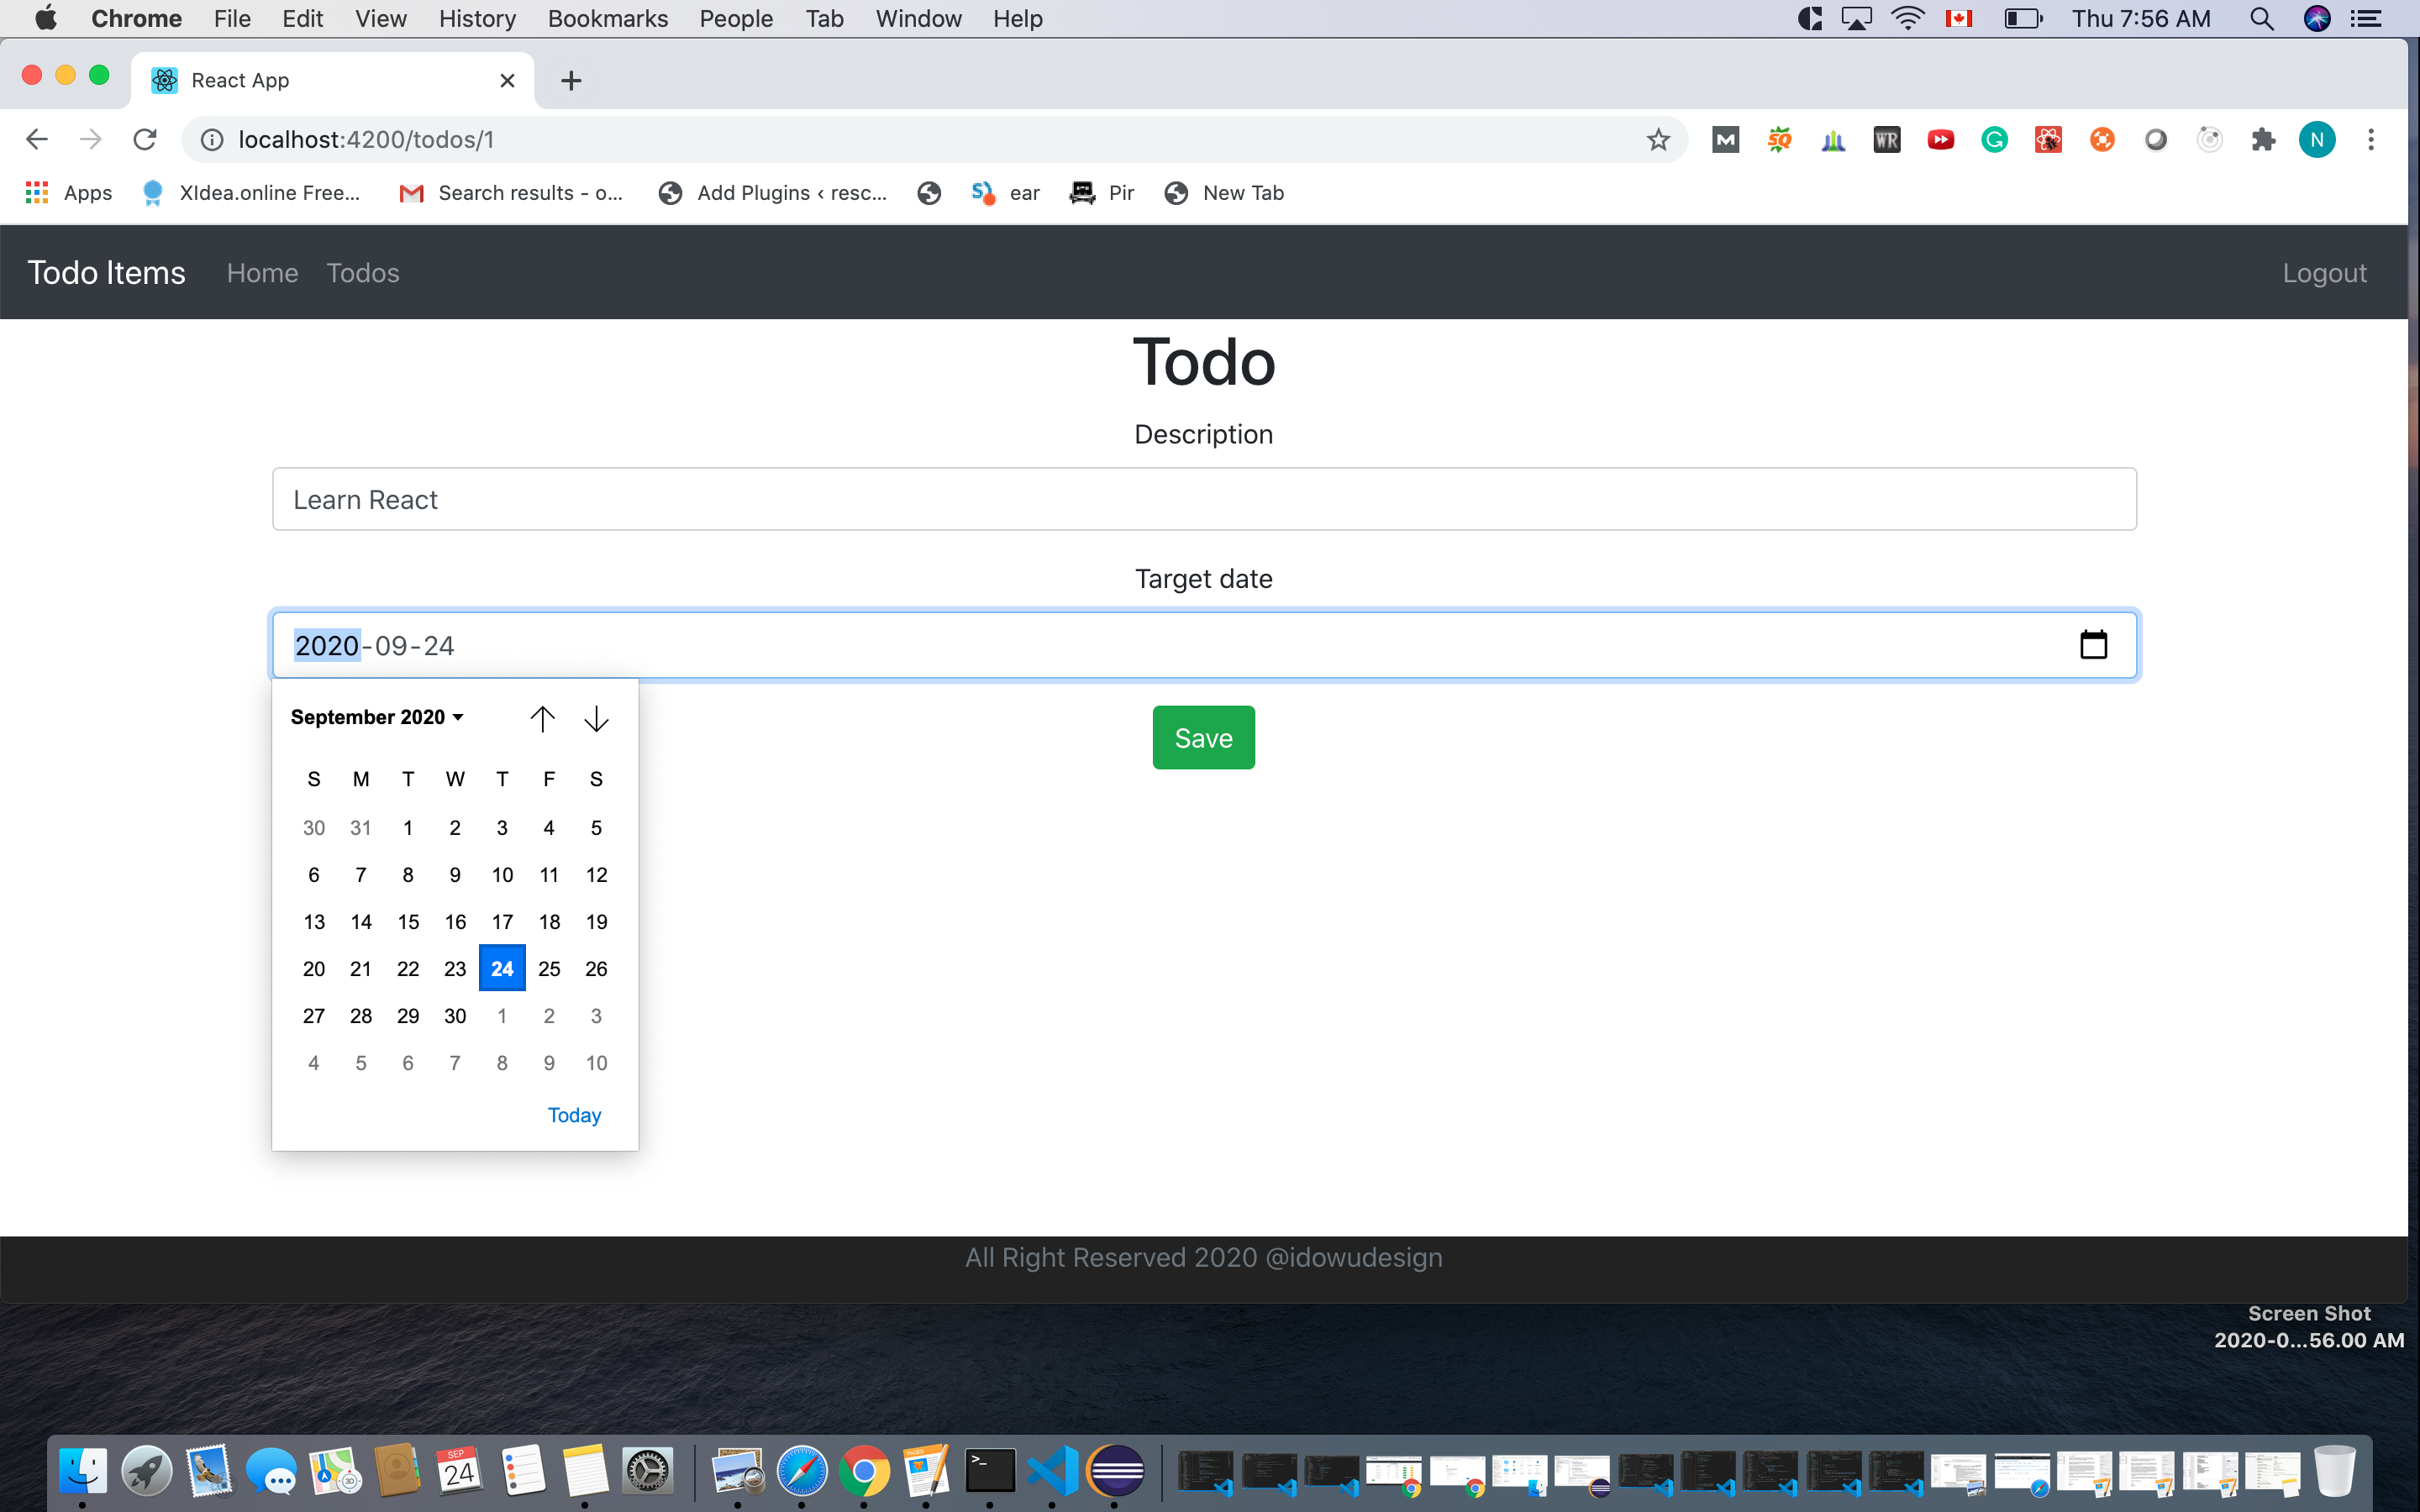 Chrome File Edit View History Bookmarks People Tab Window Help Thu 7:56 AM
React App
localhost:4200/todos/1
M SQ WR G N
Apps XIdea.online Free... Search results - o... Add Plugins ‹ resc... ear Pir New Tab
Todo Items Home Todos Logout
Todo
Description
Learn React
Target date
2020-09-24
September 2020
Save
S M T W T F S
30 31 1 2 3 4 5
6 7 8 9 10 11 12
13 14 15 16 17 18 19
20 21 22 23 24 25 26
27 28 29 30 1 2 3
4 5 6 7 8 9 10
Today
All Right Reserved 2020 @idowudesign
Screen Shot
2020-0...56.00 AM
SEP
24
3D
PAGES
>_